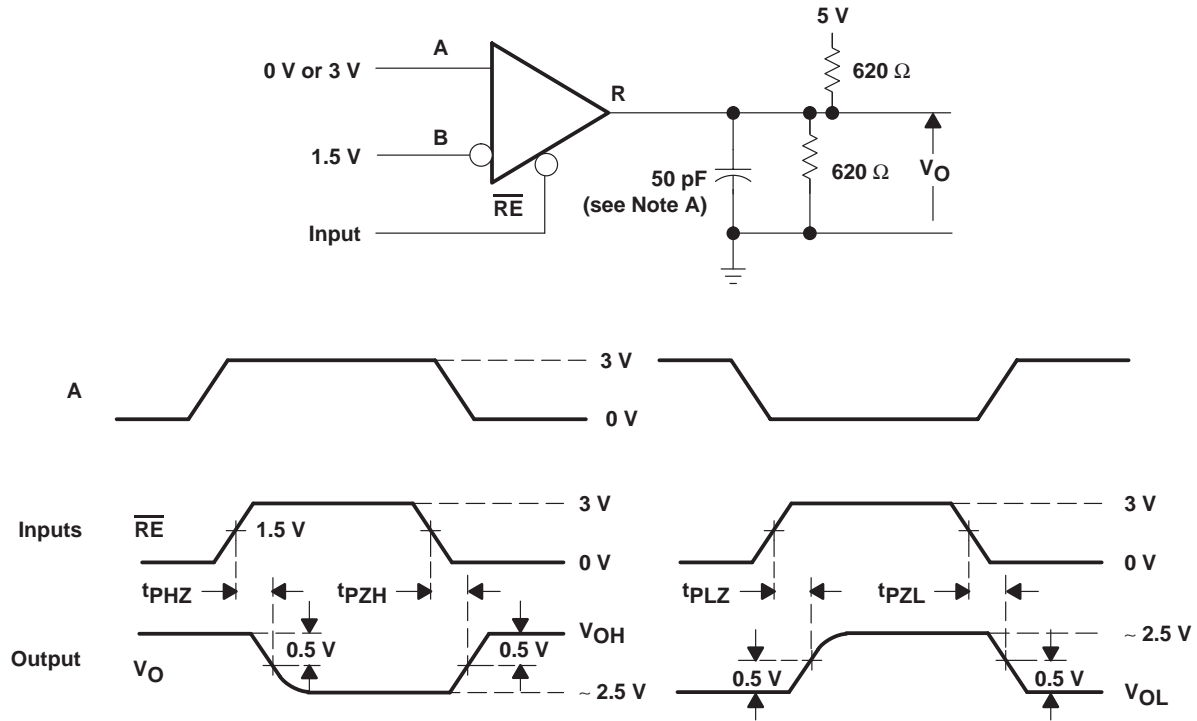 5 V
A
0 V or 3 V
620 Ω
R
B
1.5 V
50 pF
(see Note A)
620 Ω
VO
RE
Input
A
3 V
0 V
Inputs
RE
1.5 V
3 V
0 V
3 V
0 V
tPHZ
tPZH
tPLZ
tPZL
Output
VO
0.5 V
0.5 V
VOH
~ 2.5 V
0.5 V
0.5 V
~ 2.5 V
VOL